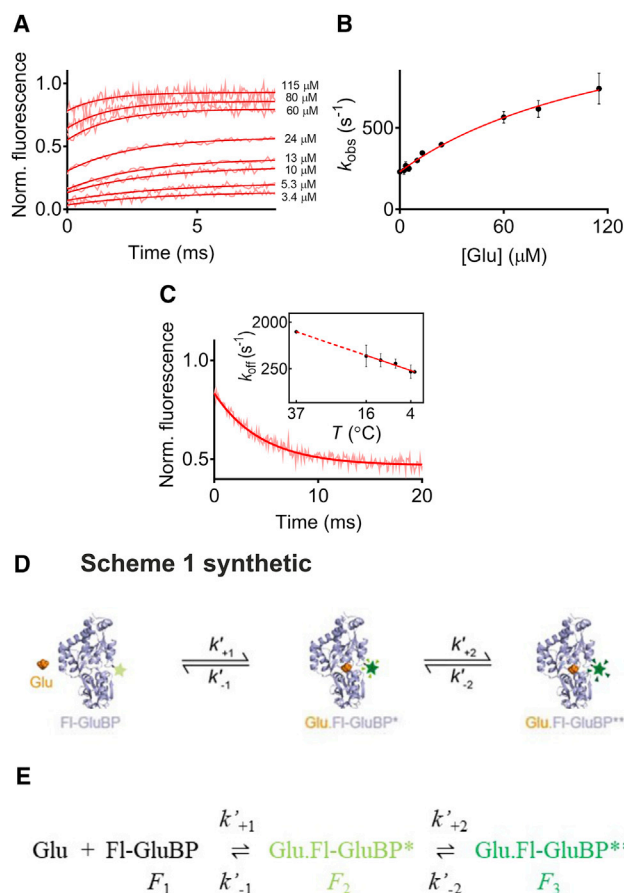 A
Norm. fluorescence
1.0
0.5
0.0
0
5
Time (ms)
115 μM
80 μM
60 μM
24 μM
13 μM
10 μM
5.3 μM
3.4 μM
B
kobs (s-1)
500
0
0
60
120
[Glu] (μM)
C
Norm. fluorescence
1.0
0.5
0
10
20
Time (ms)
koff (s-1)
2000
250
37
16
4
T (°C)
D Scheme 1 synthetic
Glu
Fl-GluBP
k'+1
k'-1
Glu.Fl-GluBP*
k'+2
k'-2
Glu.Fl-GluBP**
E
k'+1 k'+2
Glu + Fl-GluBP ⇌ Glu.Fl-GluBP* ⇌ Glu.Fl-GluBP**
F1 k'-1 F2 k'-2 F3